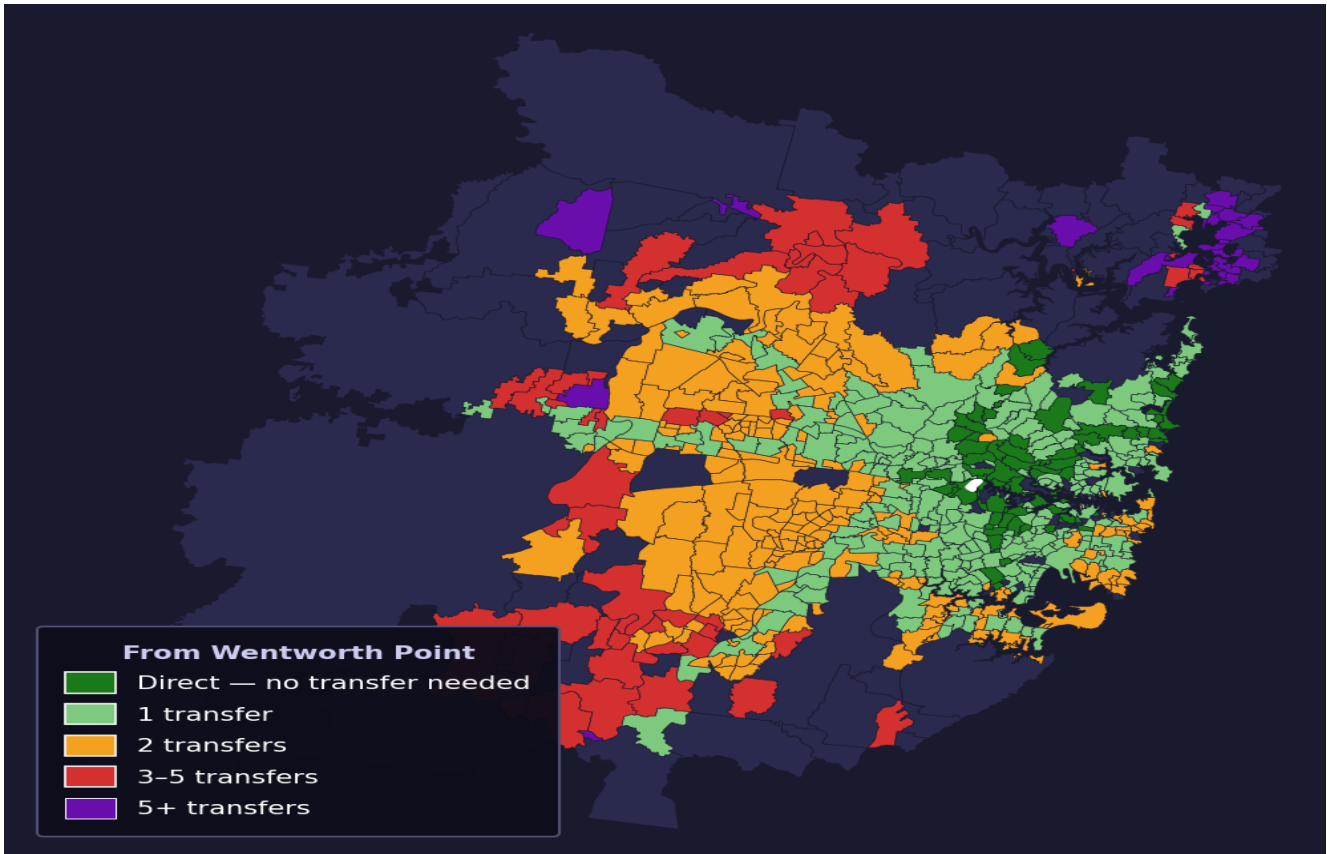 From Wentworth Point
Direct — no transfer needed
1 transfer
2 transfers
3–5 transfers
5+ transfers